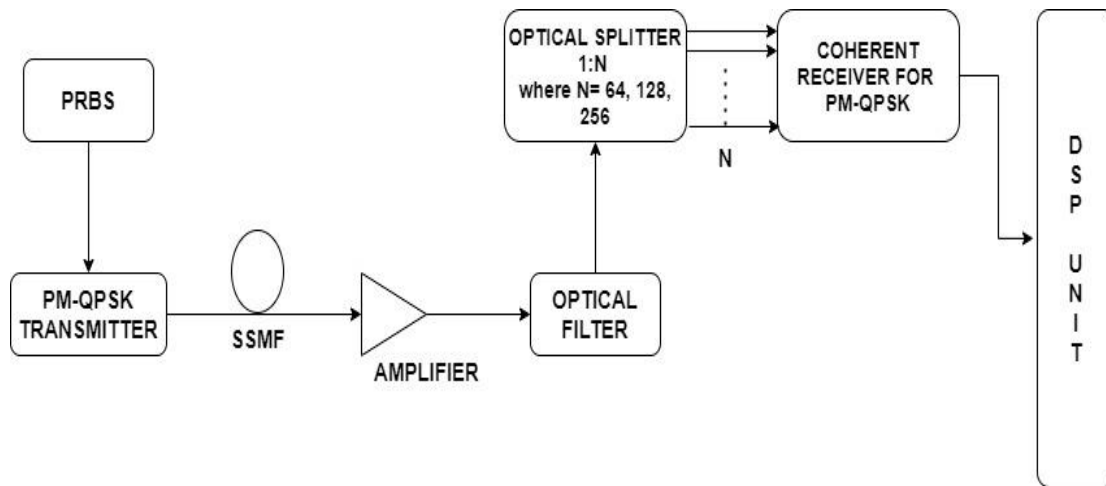 PRBS
PM-QPSK
TRANSMITTER
SSMF
AMPLIFIER
OPTICAL
FILTER
OPTICAL SPLITTER
1:N
where N= 64, 128,
256
N
COHERENT
RECEIVER FOR
PM-QPSK
D
S
P
U
N
I
T